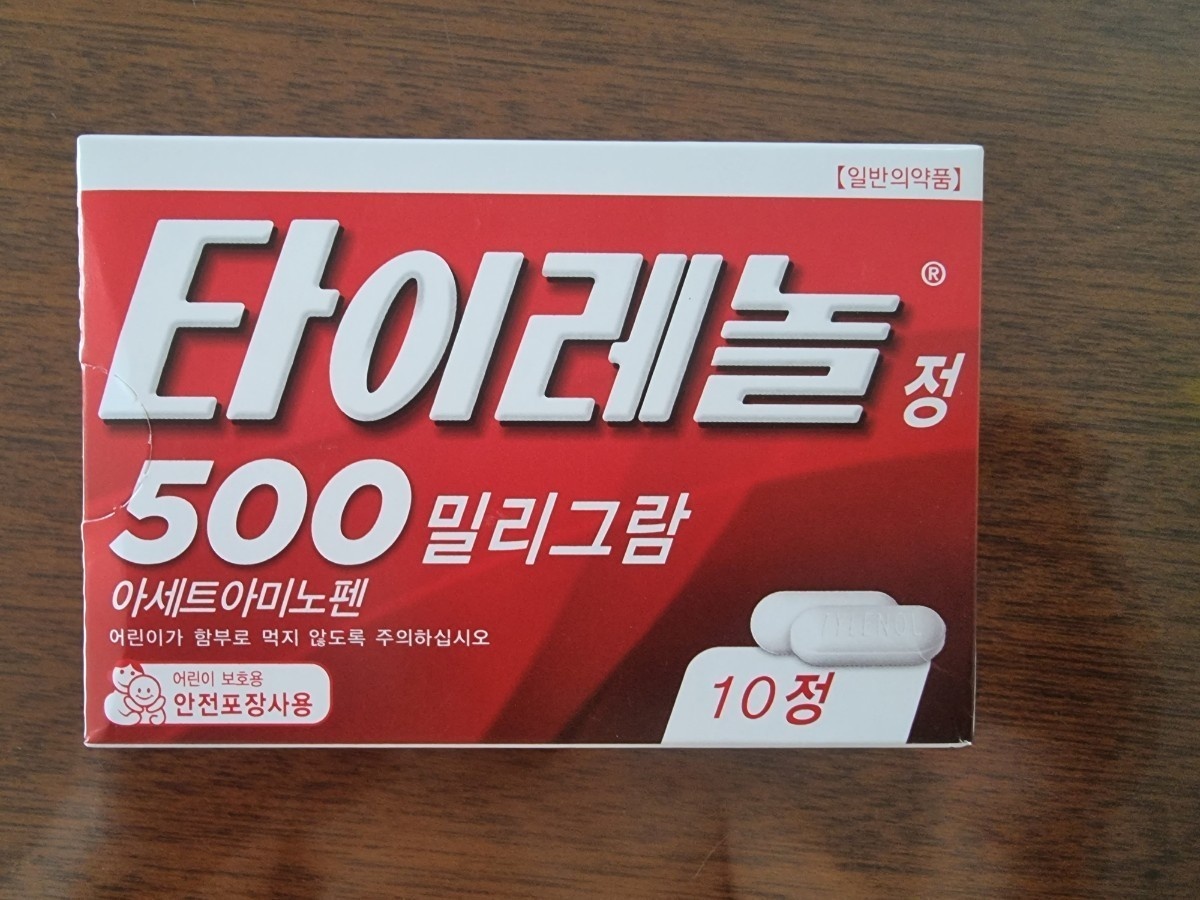 【일반의약품】
타이레놀® 정
500 밀리그람
아세트아미노펜
어린이가 함부로 먹지 않도록 주의하십시오
어린이 보호용
안전포장사용
10정